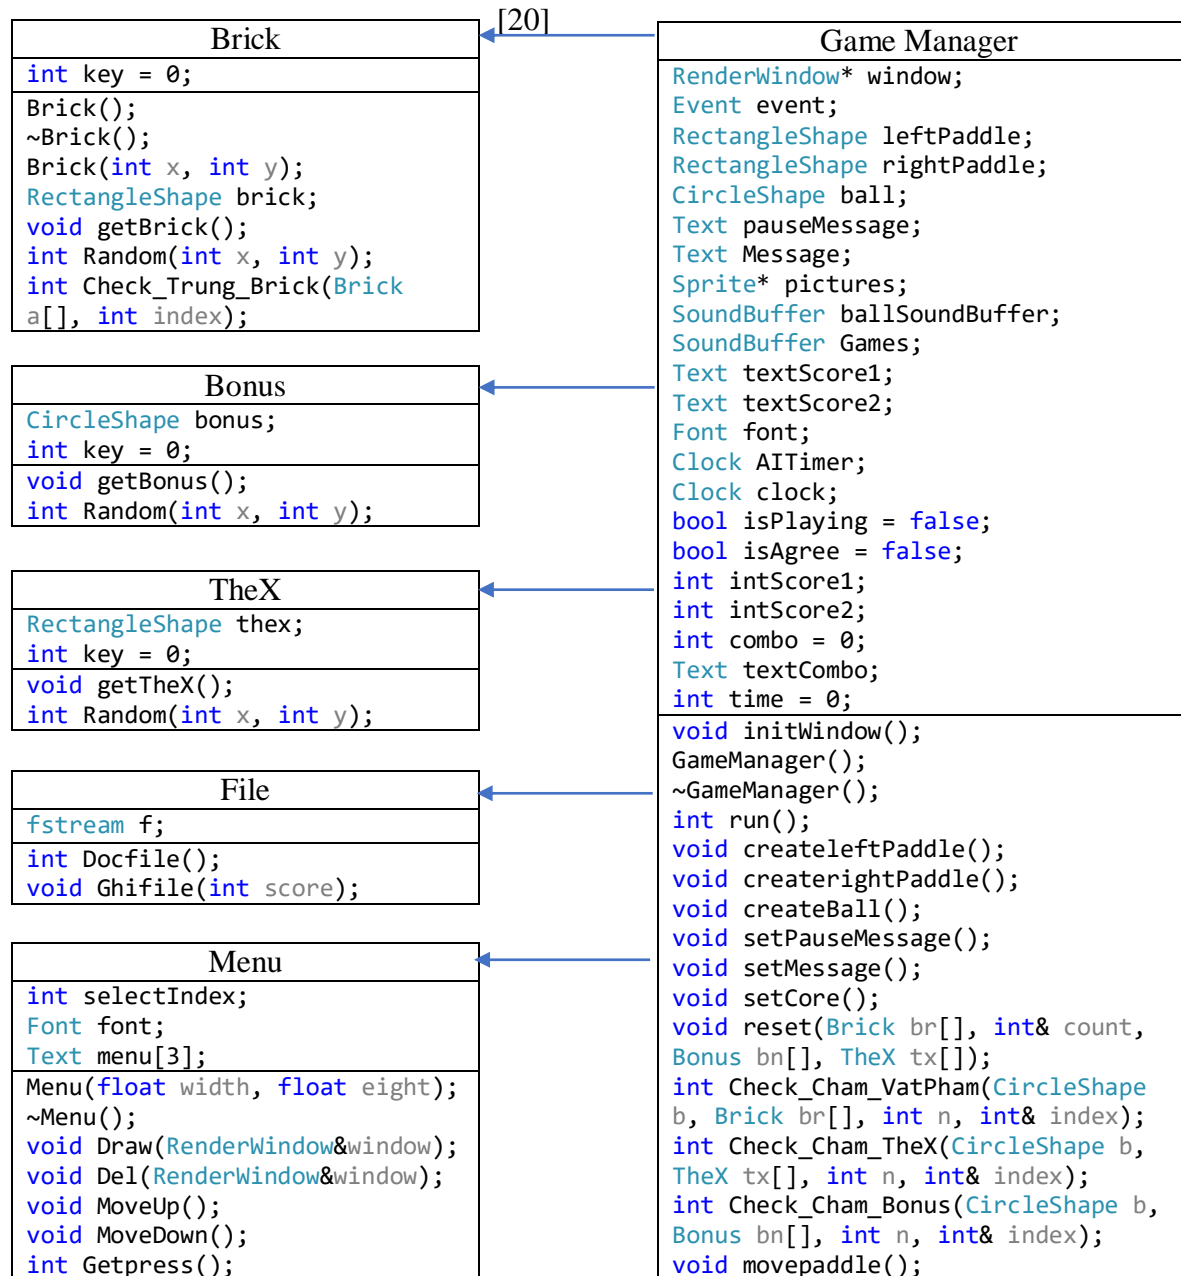 [20]
Brick
int key = 0;
Brick();
~Brick();
Brick(int x, int y);
RectangleShape brick;
void getBrick();
int Random(int x, int y);
int Check_Trung_Brick(Brick
a[], int index);
Bonus
CircleShape bonus;
int key = 0;
void getBonus();
int Random(int x, int y);
TheX
RectangleShape thex;
int key = 0;
void getTheX();
int Random(int x, int y);
File
fstream f;
int Docfile();
void Ghifile(int score);
Menu
int selectIndex;
Font font;
Text menu[3];
Menu(float width, float eight);
~Menu();
void Draw(RenderWindow&window);
void Del(RenderWindow&window);
void MoveUp();
void MoveDown();
int Getpress();
Game Manager
RenderWindow* window;
Event event;
RectangleShape leftPaddle;
RectangleShape rightPaddle;
CircleShape ball;
Text pauseMessage;
Text Message;
Sprite* pictures;
SoundBuffer ballSoundBuffer;
SoundBuffer Games;
Text textScore1;
Text textScore2;
Font font;
Clock AITimer;
Clock clock;
bool isPlaying = false;
bool isAgree = false;
int intScore1;
int intScore2;
int combo = 0;
Text textCombo;
int time = 0;
void initWindow();
GameManager();
~GameManager();
int run();
void createleftPaddle();
void createrightPaddle();
void createBall();
void setPauseMessage();
void setMessage();
void setCore();
void reset(Brick br[], int& count,
Bonus bn[], TheX tx[]);
int Check_Cham_VatPham(CircleShape
b, Brick br[], int n, int& index);
int Check_Cham_TheX(CircleShape b,
TheX tx[], int n, int& index);
int Check_Cham_Bonus(CircleShape b,
Bonus bn[], int n, int& index);
void movepaddle();